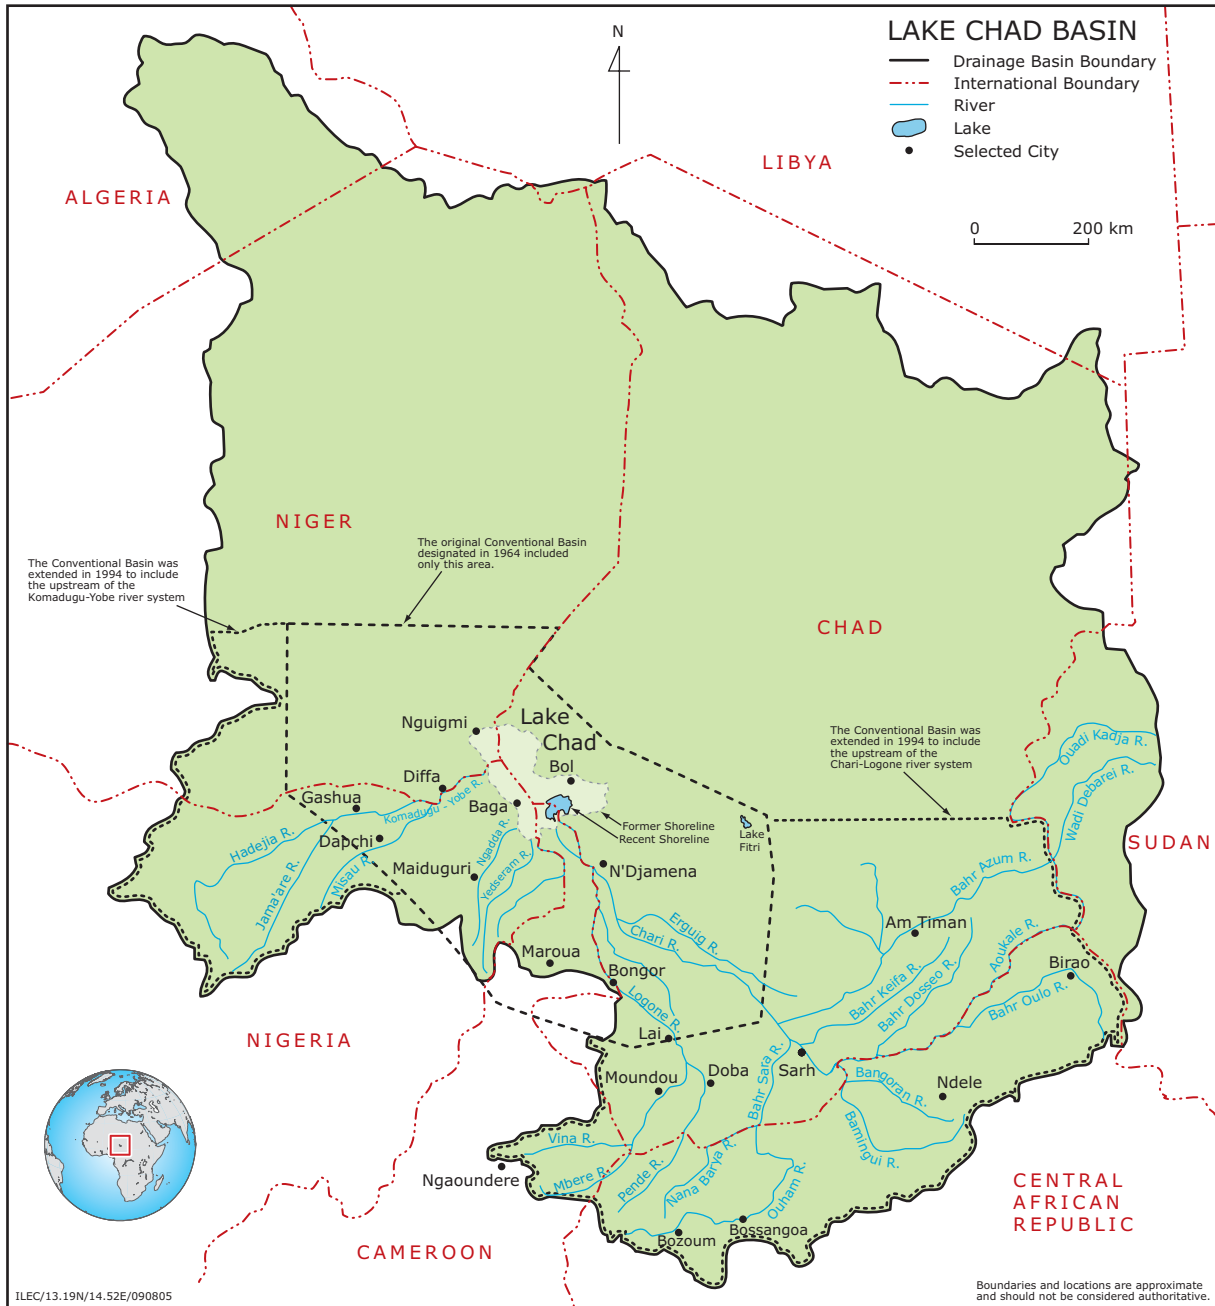 LAKE CHAD BASIN
Drainage Basin Boundary
International Boundary
River
Lake
Selected City
N
0 200 km
LIBYA
ALGERIA
NIGER
The original Conventional Basin
designated in 1964 included
only this area.
The Conventional Basin was
extended in 1994 to include
the upstream of the
Komadugu-Yobe river system
CHAD
Nguigmi
Lake
Chad
Bol
The Conventional Basin was
extended in 1994 to include
the upstream of the
Chari-Logone river system
Ouadi Kadja R.
Wadi Debarei R.
Diffa
Gashua
Komadugu - Yobe R.
Baga
Former Shoreline
Recent Shoreline
Lake
Fitri
SUDAN
Hadejia R.
Dapchi
Ngadda R.
Jama'are R.
Misau R.
Maiduguri
Yedseram R.
N'Djamena
Bahr Azum R.
Am Timan
Erguig R.
Chari R.
Aoukale R.
Maroua
Bongor
Birao
Logone R.
Bahr Keifa R.
Bahr Dosseo R.
Bahr Oulo R.
NIGERIA
Lai
Bahr Sara R.
Sarh
Moundou
Doba
Bangoran R.
Ndele
Bamingui R.
Vina R.
Ngaoundere
Mbere R.
Pende R.
Nana Barya R.
Ouham R.
Bozoum
Bossangoa
CENTRAL
AFRICAN
REPUBLIC
CAMEROON
ILEC/13.19N/14.52E/090805
Boundaries and locations are approximate
and should not be considered authoritative.